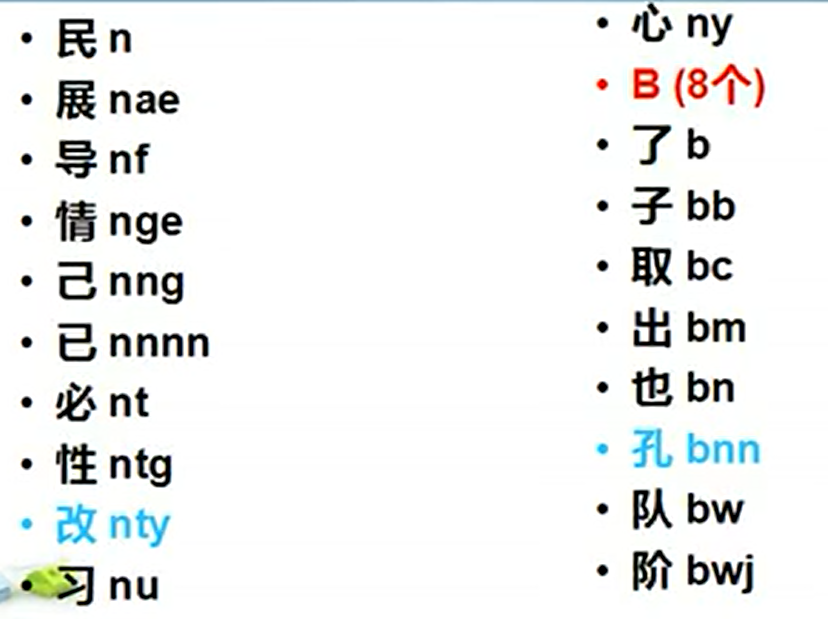 • 民 n
• 展 nae
• 导 nf
• 情 nge
• 己 nng
• 已 nnnn
• 必 nt
• 性 ntg
• 改 nty
• 习 nu
• 心 ny
• B (8个)
• 了 b
• 子 bb
• 取 bc
• 出 bm
• 也 bn
• 孔 bnn
• 队 bw
• 阶 bwj